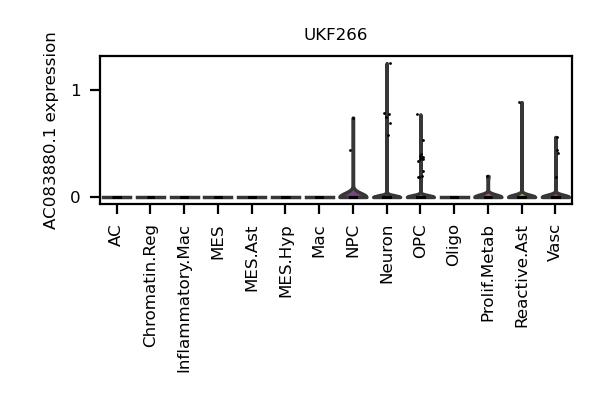 UKF266
AC083880.1 expression
1
0
AC
Chromatin.Reg
Inflammatory.Mac
MES
MES.Ast
MES.Hyp
Mac
NPC
Neuron
OPC
Oligo
Prolif.Metab
Reactive.Ast
Vasc